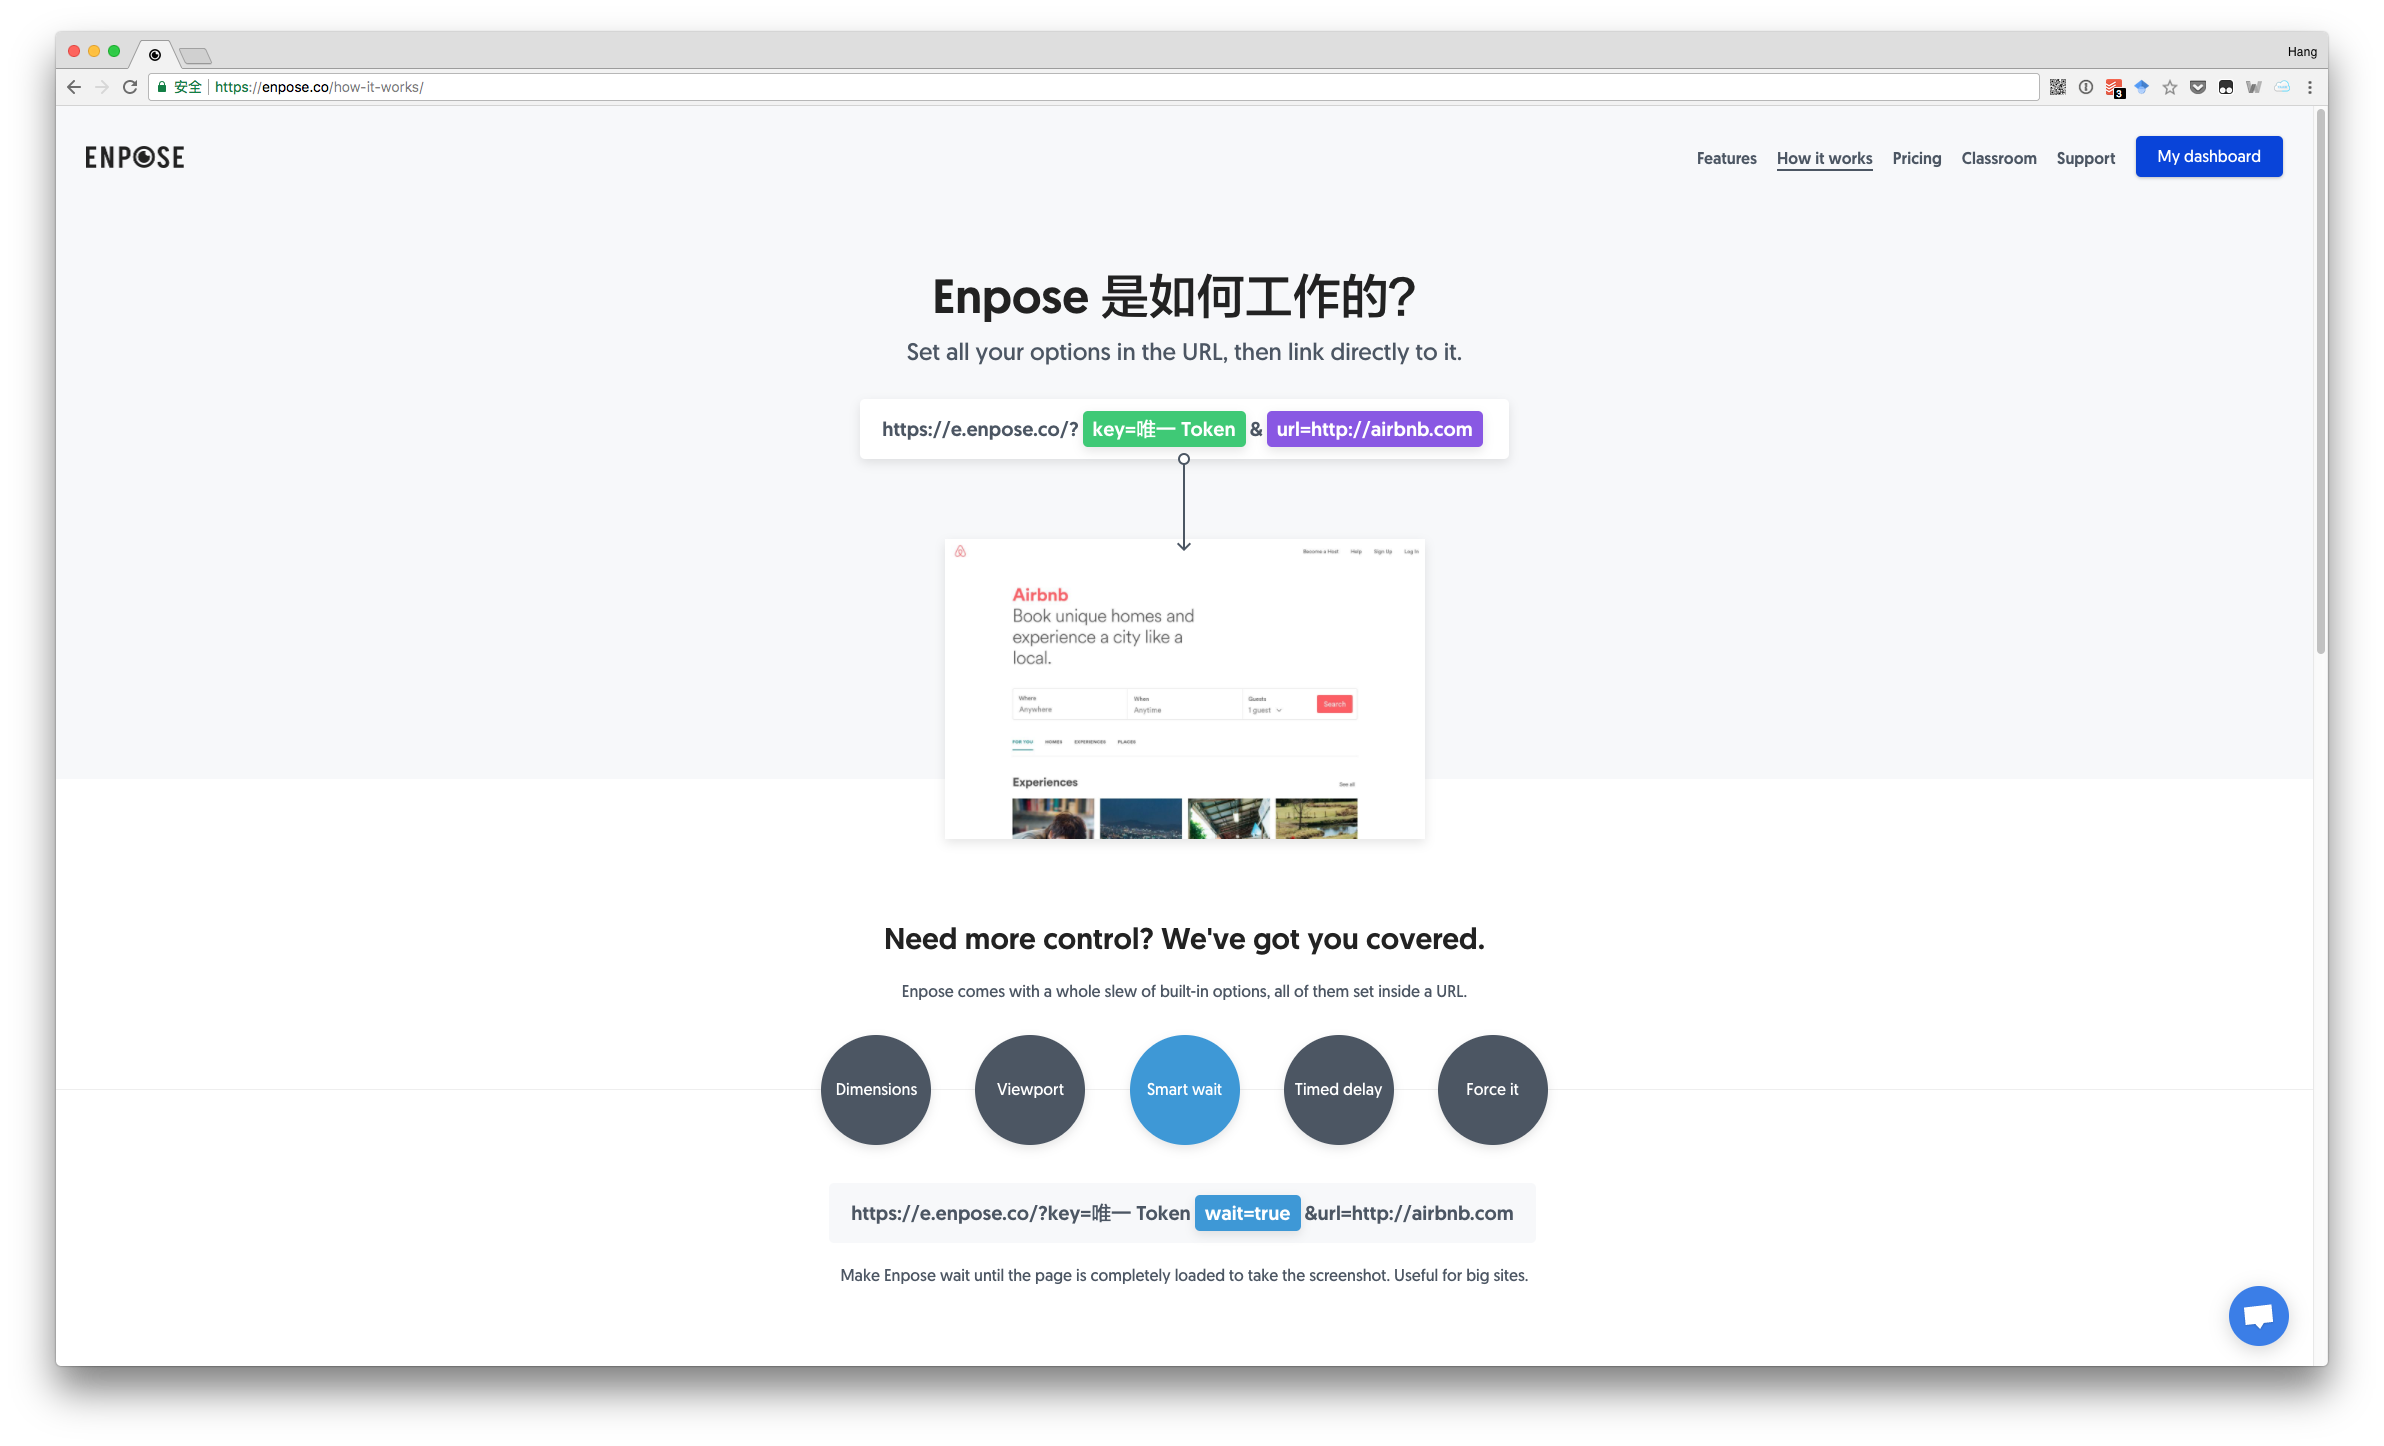 Hang
安全 https://enpose.co/how-it-works/
3
ENPOSE
Features How it works Pricing Classroom Support My dashboard
Enpose 是如何工作的?
Set all your options in the URL, then link directly to it.
https://e.enpose.co/? key=唯一 Token & url=http://airbnb.com
Become a Host Help Sign Up Log In
Airbnb
Book unique homes and
experience a city like a
local.
Where When Guests
Anywhere Anytime 1 guest Search
FOR YOU HOMES EXPERIENCES PLACES
Experiences See all
Need more control? We've got you covered.
Enpose comes with a whole slew of built-in options, all of them set inside a URL.
Dimensions Viewport Smart wait Timed delay Force it
https://e.enpose.co/?key=唯一 Token wait=true &url=http://airbnb.com
Make Enpose wait until the page is completely loaded to take the screenshot. Useful for big sites.